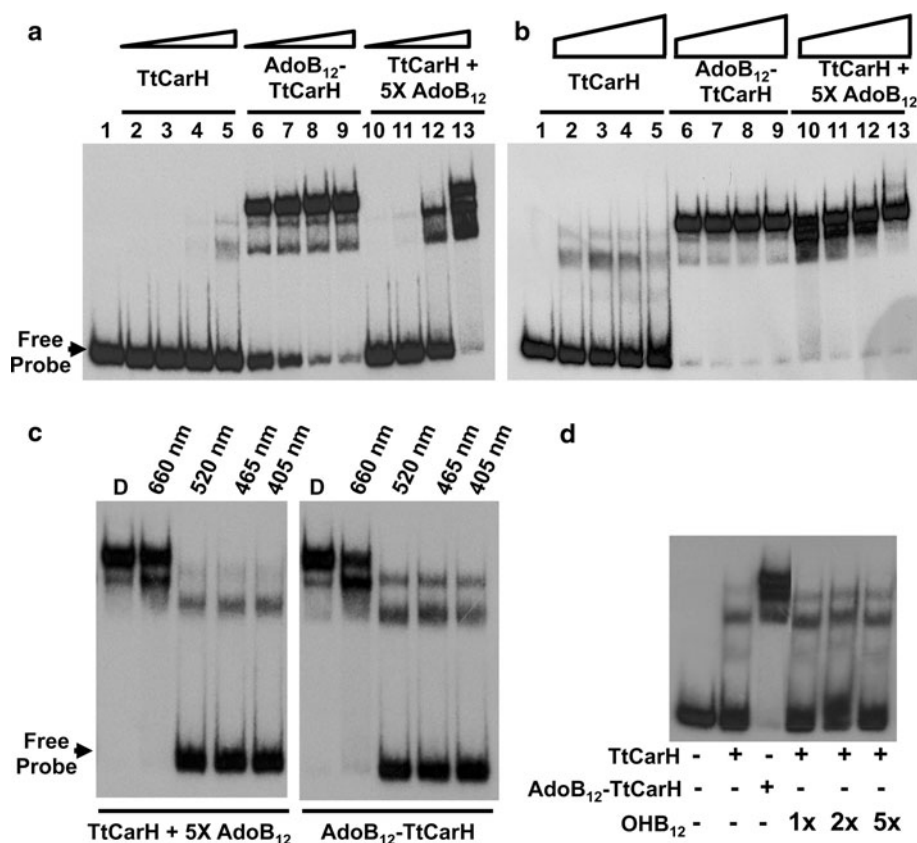 a
TtCarH
AdoB₁₂-
TtCarH
TtCarH +
5X AdoB₁₂
1 2 3 4 5 6 7 8 9 10 11 12 13
Free
Probe
b
TtCarH
AdoB₁₂-
TtCarH
TtCarH +
5X AdoB₁₂
1 2 3 4 5 6 7 8 9 10 11 12 13
c
D 660 nm 520 nm 465 nm 405 nm
D 660 nm 520 nm 465 nm 405 nm
Free
Probe
TtCarH + 5X AdoB₁₂
AdoB₁₂-TtCarH
d
TtCarH - + - + + +
AdoB₁₂-TtCarH - - + - - -
OHB₁₂ - - - 1x 2x 5x